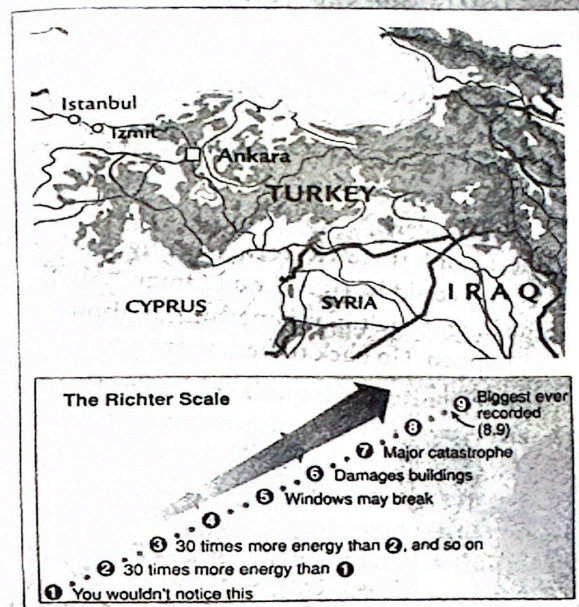 Istanbul
Izmit
Ankara
TURKEY
CYPRUS
SYRIA
IRAQ
The Richter Scale
9 Biggest ever
recorded
(8.9)
8
7 Major catastrophe
6 Damages buildings
5 Windows may break
4
3 30 times more energy than 2, and so on
2 30 times more energy than 1
1 You wouldn't notice this